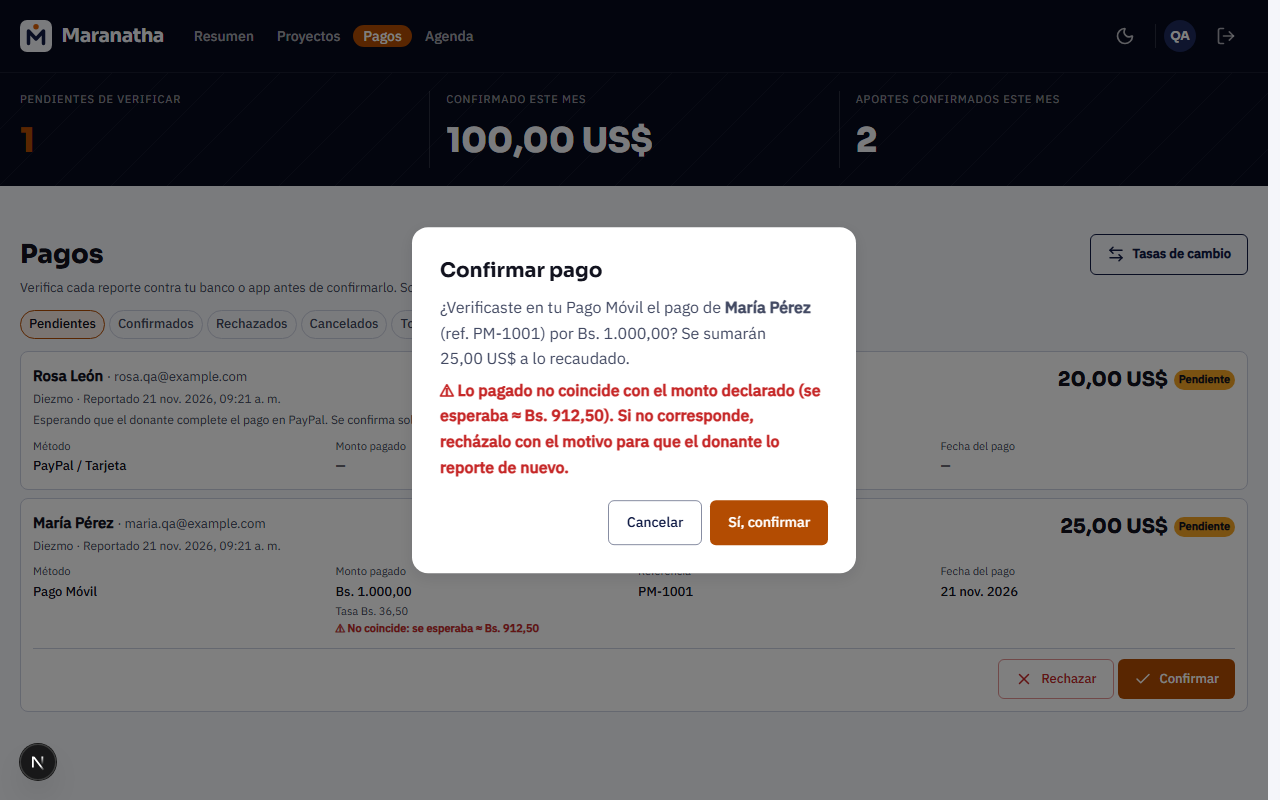 Maranatha
Resumen
Proyectos
Pagos
Agenda
QA
PENDIENTES DE VERIFICAR
1
CONFIRMADO ESTE MES
100,00 US$
APORTES CONFIRMADOS ESTE MES
2
Pagos
Verifica cada reporte contra tu banco o app antes de confirmarlo.
Tasas de cambio
Pendientes
Confirmados
Rechazados
Cancelados
Rosa León · rosa.qa@example.com
20,00 US$ Pendiente
Diezmo · Reportado 21 nov. 2026, 09:21 a. m.
Esperando que el donante complete el pago en PayPal. Se confirma
Método
PayPal / Tarjeta
Monto pagado
—
Fecha del pago
—
María Pérez · maria.qa@example.com
25,00 US$ Pendiente
Diezmo · Reportado 21 nov. 2026, 09:21 a. m.
Método
Pago Móvil
Monto pagado
Bs. 1.000,00
Tasa Bs. 36,50
⚠ No coincide: se esperaba ≈ Bs. 912,50
Referencia
PM-1001
Fecha del pago
21 nov. 2026
Rechazar
Confirmar
Confirmar pago
¿Verificaste en tu Pago Móvil el pago de María Pérez
(ref. PM-1001) por Bs. 1.000,00? Se sumarán
25,00 US$ a lo recaudado.
⚠ Lo pagado no coincide con el monto declarado (se
esperaba ≈ Bs. 912,50). Si no corresponde,
recházalo con el motivo para que el donante lo
reporte de nuevo.
Cancelar
Sí, confirmar
N